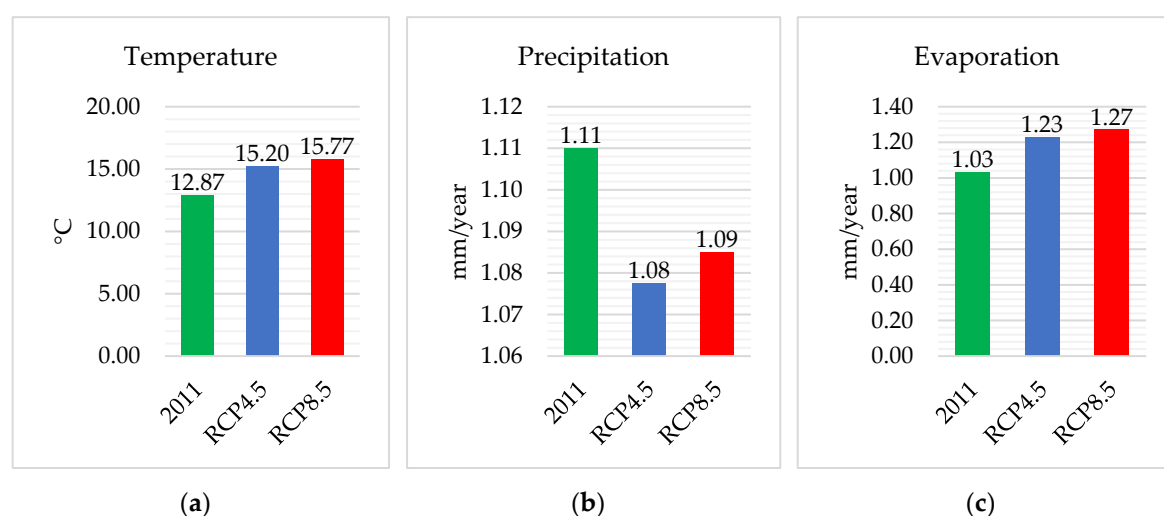 Temperature
20.00
15.00
10.00
5.00
0.00
°C
12.87
15.20
15.77
2011
RCP4.5
RCP8.5
(a)
Precipitation
1.12
1.11
1.10
1.09
1.08
1.07
1.06
mm/year
1.11
1.08
1.09
2011
RCP4.5
RCP8.5
(b)
Evaporation
1.40
1.20
1.00
0.80
0.60
0.40
0.20
0.00
mm/year
1.03
1.23
1.27
2011
RCP4.5
RCP8.5
(c)